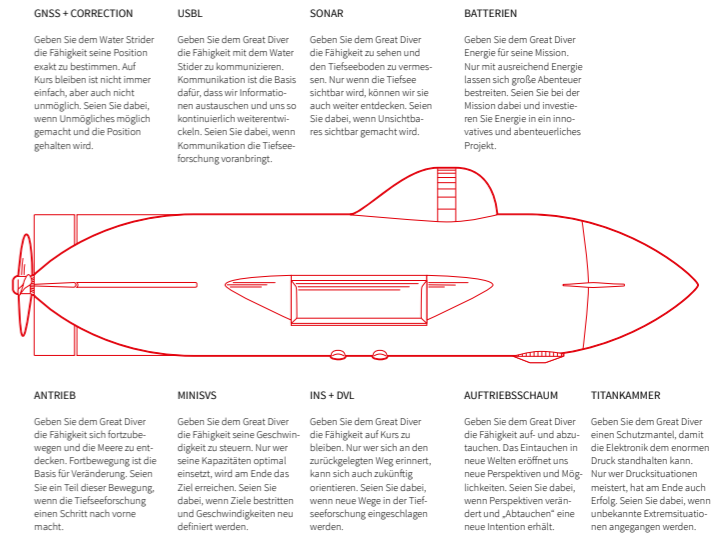 GNSS + CORRECTION
Geben Sie dem Water Strider
die Fähigkeit seine Position
exakt zu bestimmen. Auf
Kurs bleiben ist nicht immer
einfach, aber auch nicht
unmöglich. Seien Sie dabei,
wenn Unmögliches möglich
gemacht und die Position
gehalten wird.
USBL
Geben Sie dem Great Diver
die Fähigkeit mit dem Water
Stider zu kommunizieren.
Kommunikation ist die Basis
dafür, dass wir Informatio-
nen austauschen und uns so
kontinuierlich weiterentwi-
ckeln. Seien Sie dabei, wenn
Kommunikation die Tiefsee-
forschung voranbringt.
SONAR
Geben Sie dem Great Diver
die Fähigkeit zu sehen und
den Tiefseeboden zu vermes-
sen. Nur wenn die Tiefsee
sichtbar wird, können wir sie
auch weiter entdecken. Seien
Sie dabei, wenn Unsichtba-
res sichtbar gemacht wird.
BATTERIEN
Geben Sie dem Great Diver
Energie für seine Mission.
Nur mit ausreichend Energie
lassen sich große Abenteuer
bestreiten. Seien Sie bei der
Mission dabei und investie-
ren Sie Energie in ein inno-
vatives und abenteuerliches
Projekt.
ANTRIEB
Geben Sie dem Great Diver
die Fähigkeit sich fortzube-
wegen und die Meere zu ent-
decken. Fortbewegung ist die
Basis für Veränderung. Seien
Sie ein Teil dieser Bewegung,
wenn die Tiefseeforschung
einen Schritt nach vorne
macht.
MINISVS
Geben Sie dem Great Diver
die Fähigkeit seine Geschwin-
digkeit zu steuern. Nur wer
seine Kapazitäten optimal
einsetzt, wird am Ende das
Ziel erreichen. Seien Sie
dabei, wenn Ziele bestritten
und Geschwindigkeiten neu
definiert werden.
INS + DVL
Geben Sie dem Great Diver
die Fähigkeit auf Kurs zu
bleiben. Nur wer sich an den
zurückgelegten Weg erinnert,
kann sich auch zukünftig
orientieren. Seien Sie dabei,
wenn neue Wege in der Tief-
seeforschung eingeschlagen
werden.
AUFTRIEBSSCHAUM
Geben Sie dem Great Diver
die Fähigkeit auf- und abzu-
tauchen. Das Eintauchen in
neue Welten eröffnet uns
neue Perspektiven und Mög-
lichkeiten. Seien Sie dabei,
wenn Perspektiven verän-
dert und „Abtauchen“ eine
neue Intention erhält.
TITANKAMMER
Geben Sie dem Great Diver
einen Schutzmantel, damit
die Elektronik dem enormen
Druck standhalten kann.
Nur wer Drucksituationen
meistert, hat am Ende auch
Erfolg. Seien Sie dabei, wenn
unbekannte Extremsituatio-
nen angegangen werden.